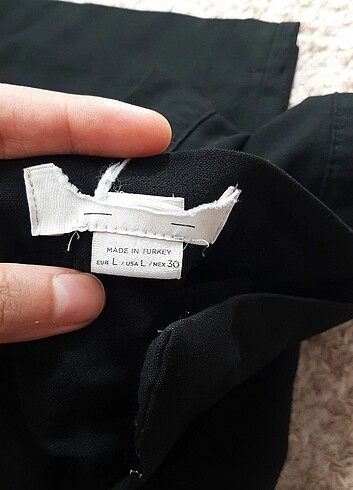 MADE IN TURKEY
EUR L / USA L / MEX 30